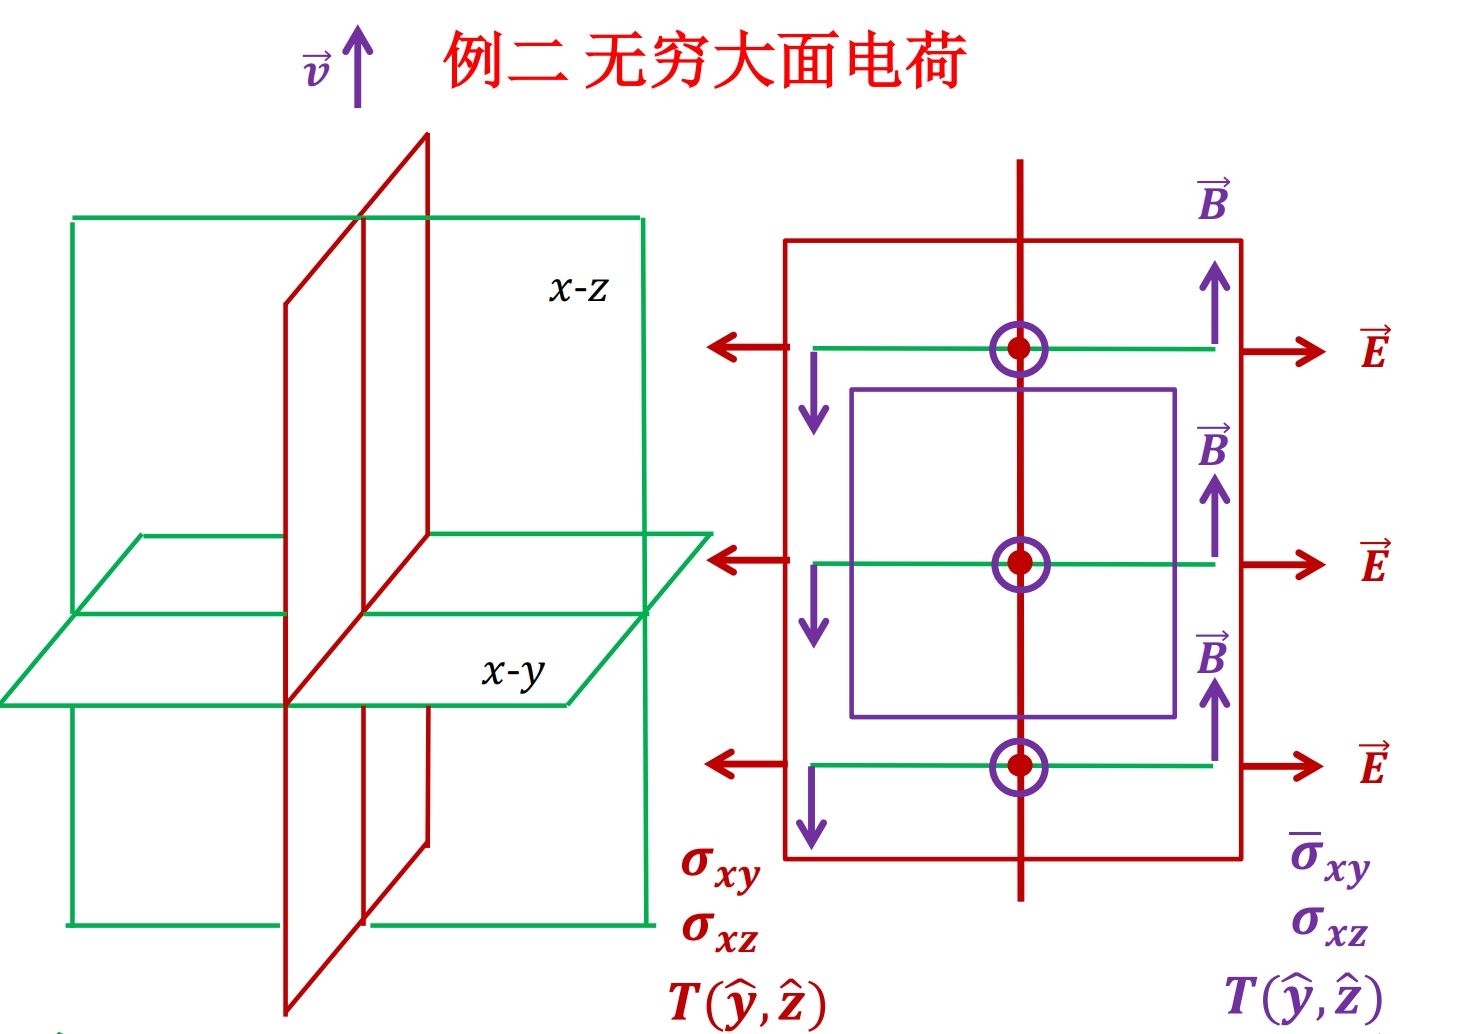 例二 无穷大面电荷
$\vec{v}$
x-z
x-y
$\vec{B}$
$\vec{E}$
$\vec{B}$
$\vec{E}$
$\vec{B}$
$\vec{E}$
$\sigma_{xy}$
$\sigma_{xz}$
$T(\hat{y}, \hat{z})$
$\overline{\sigma}_{xy}$
$\sigma_{xz}$
$T(\hat{y}, \hat{z})$